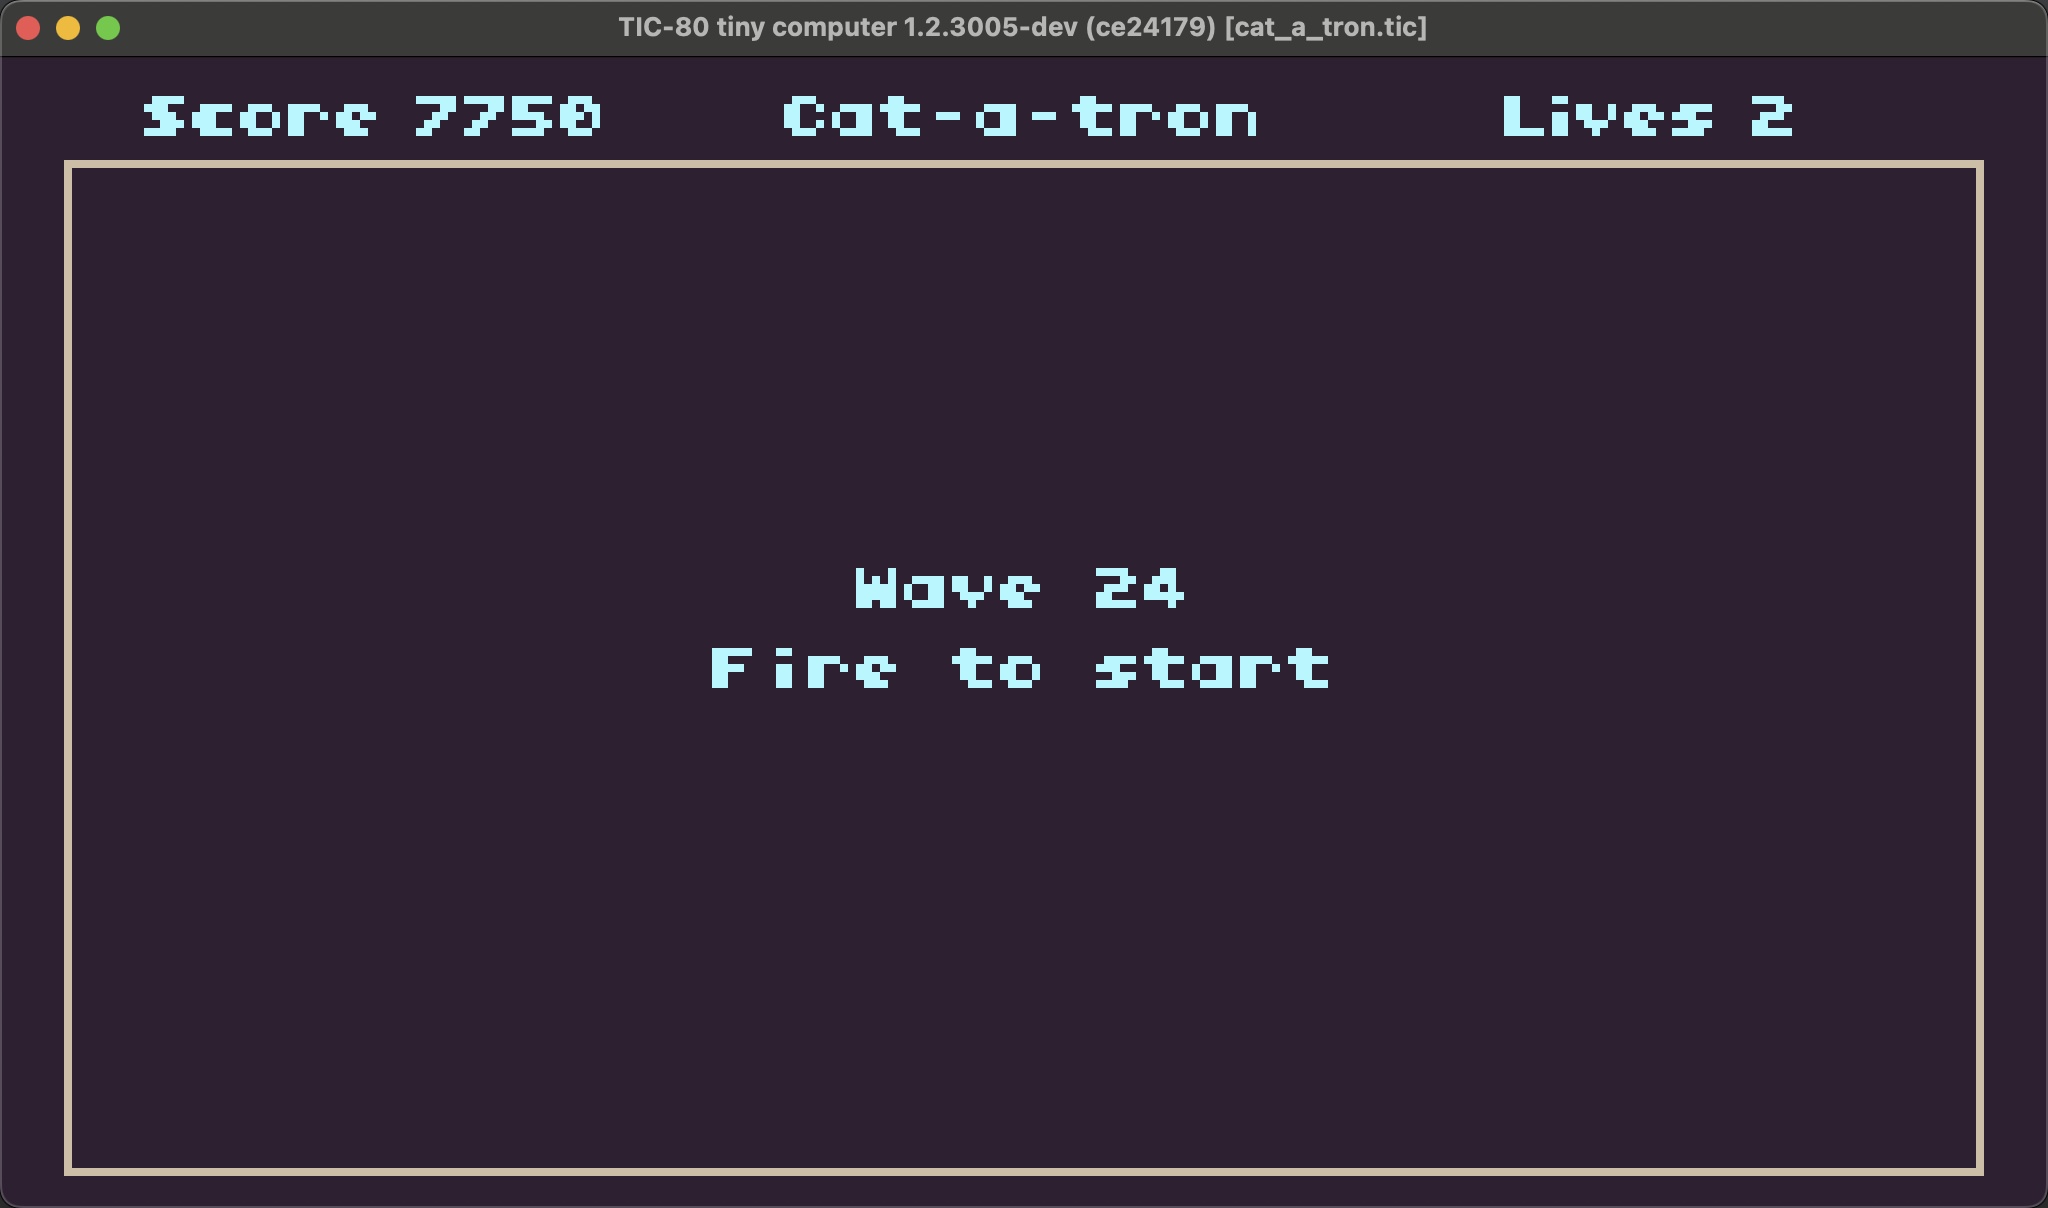 TIC-80 tiny computer 1.2.3005-dev (ce24179) [cat_a_tron.tic]
Score 7750 Cat-a-tron Lives 2
Wave 24
Fire to start